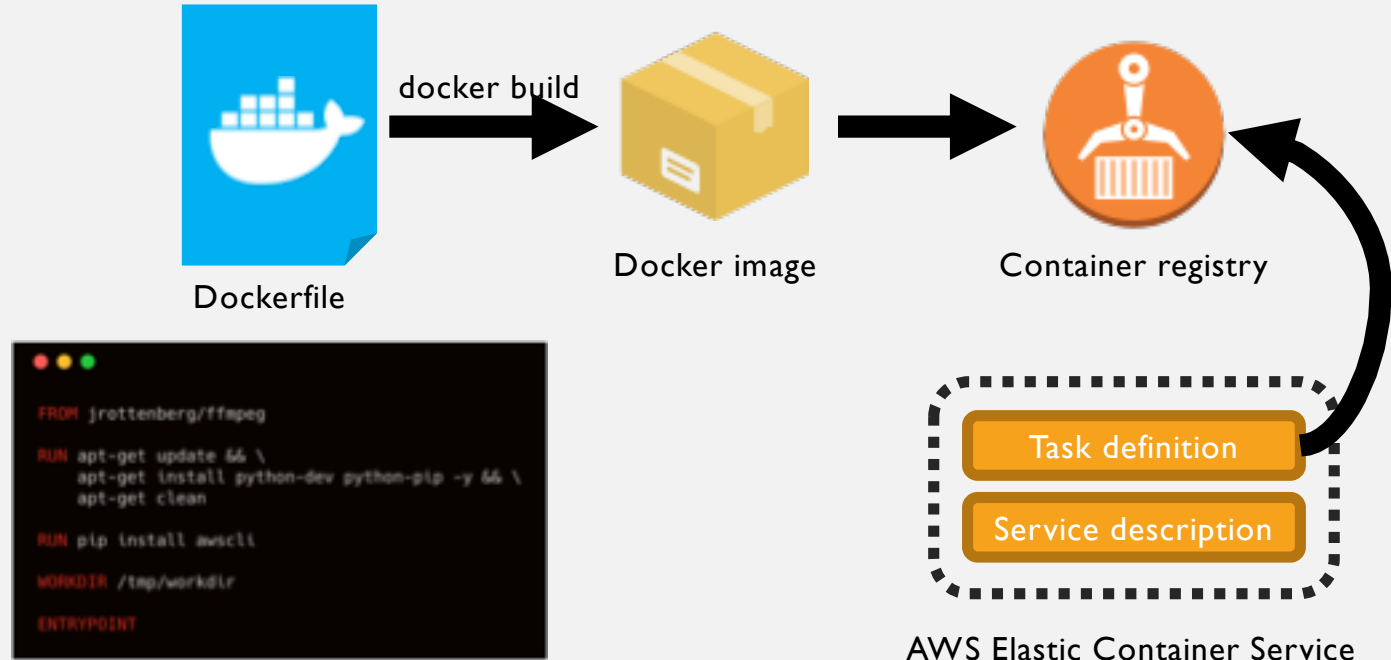 docker build
Dockerfile
Docker image
Container registry
FROM jrottenberg/ffmpeg
RUN apt-get update && \
apt-get install python-dev python-pip -y && \
apt-get clean
RUN pip install awscli
WORKDIR /tmp/workdir
ENTRYPOINT
Task definition
Service description
AWS Elastic Container Service